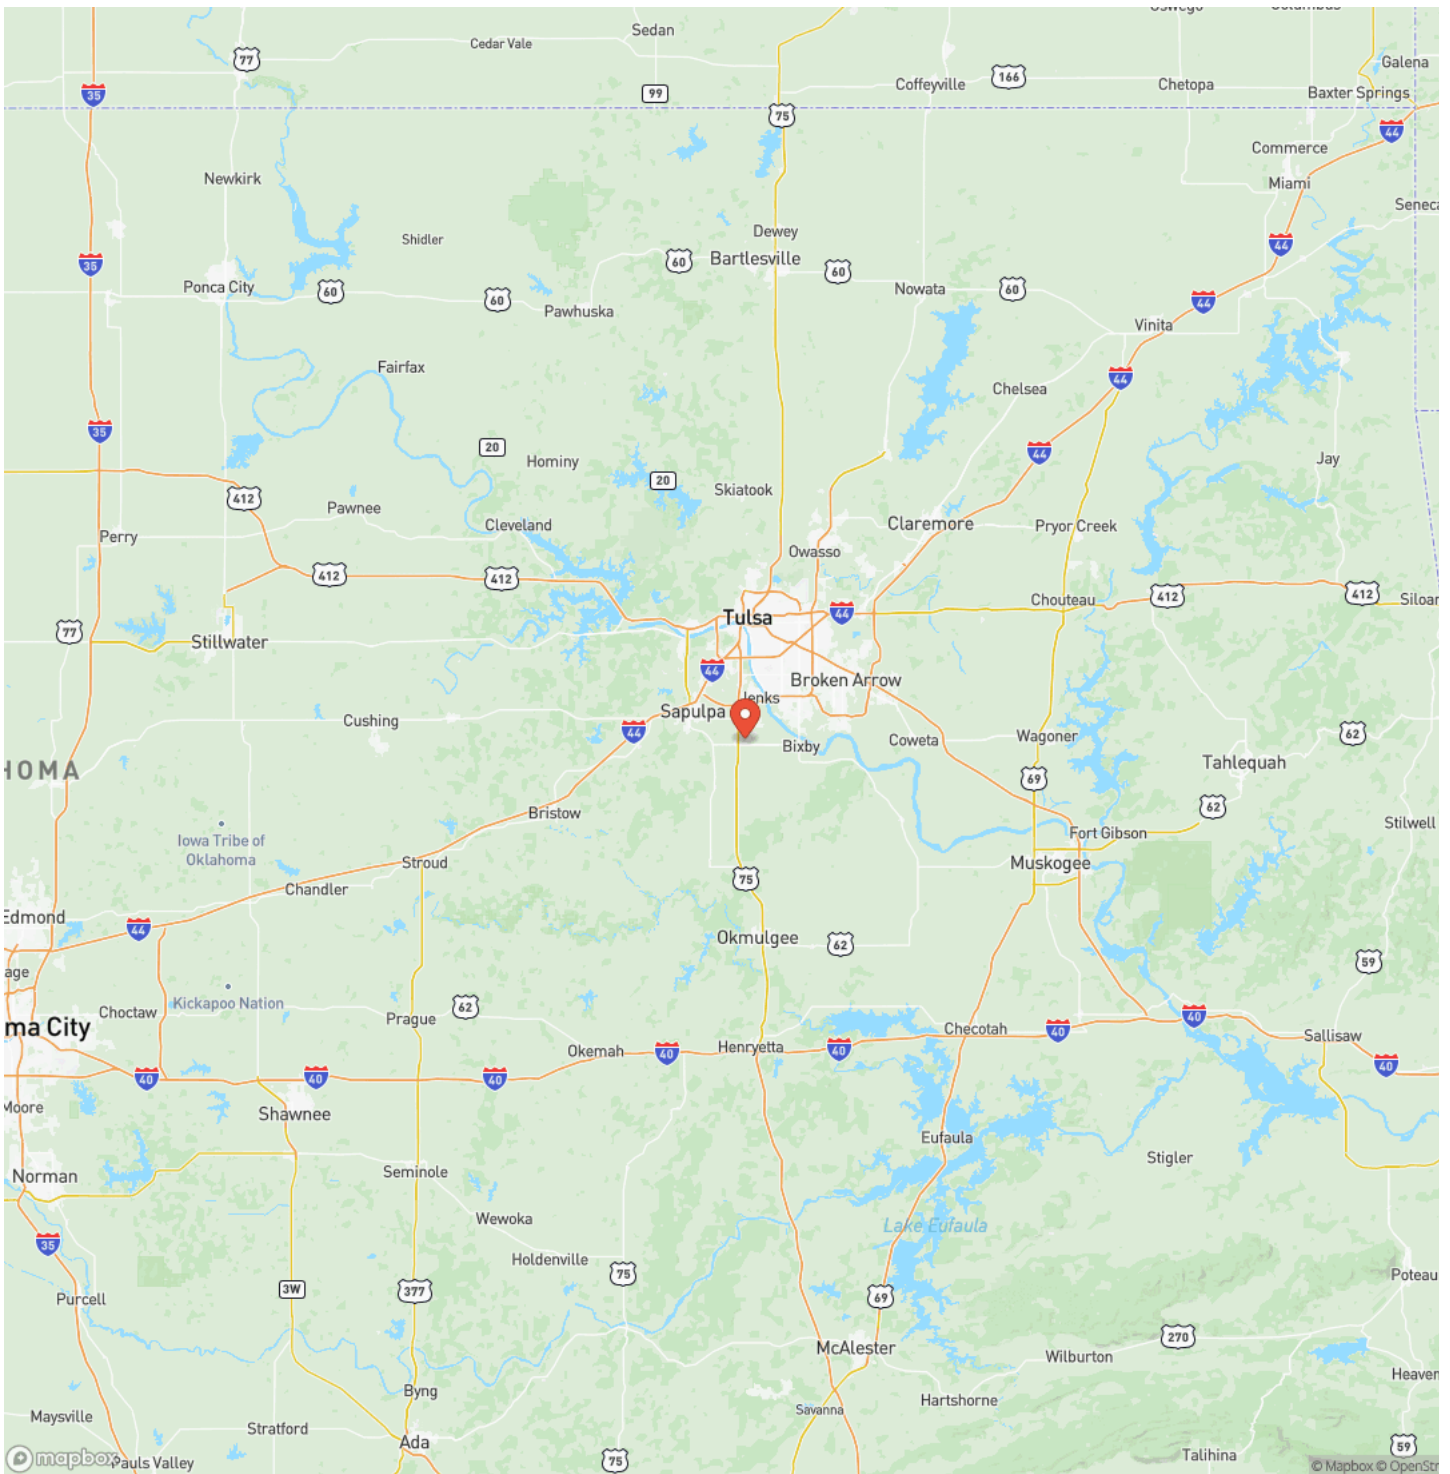 Sedan
Cedar Vale
77
Coffeyville
166
Chetopa
Galena
Baxter Springs
35
99
75
44
Commerce
Miami
Newkirk
Seneca
Shidler
Dewey
Bartlesville
60
44
35
60
Ponca City
60
60
Pawhuska
Nowata
60
44
Vinita
Fairfax
Chelsea
44
35
20
Hominy
20
Skiatook
44
Jay
412
Pawnee
Cleveland
Claremore
Pryor Creek
Perry
Owasso
412
412
Chouteau
412
412
Siloam
77
Stillwater
Tulsa
44
44
Broken Arrow
Jenks
Sapulpa
Cushing
44
Bixby
Coweta
Wagoner
62
HOMA
69
Tahlequah
62
Bristow
Iowa Tribe of
Oklahoma
Fort Gibson
Stilwell
Stroud
Muskogee
Chandler
75
Edmond
44
Okmulgee
62
59
age
Kickapoo Nation
Choctaw
62
Prague
ma City
Okemah
40
Henryetta
40
Checotah
40
40
Sallisaw
40
40
40
40
Moore
Shawnee
Eufaula
Norman
Seminole
Stigler
Wewoka
Lake Eufaula
35
Holdenville
75
3W
377
69
Poteau
Purcell
McAlester
270
Wilburton
Byng
Hartshorne
Heaven
Maysville
Stratford
Savanna
Ada
75
59
mapbox
Pauls Valley
Talihina
© Mapbox © OpenStr